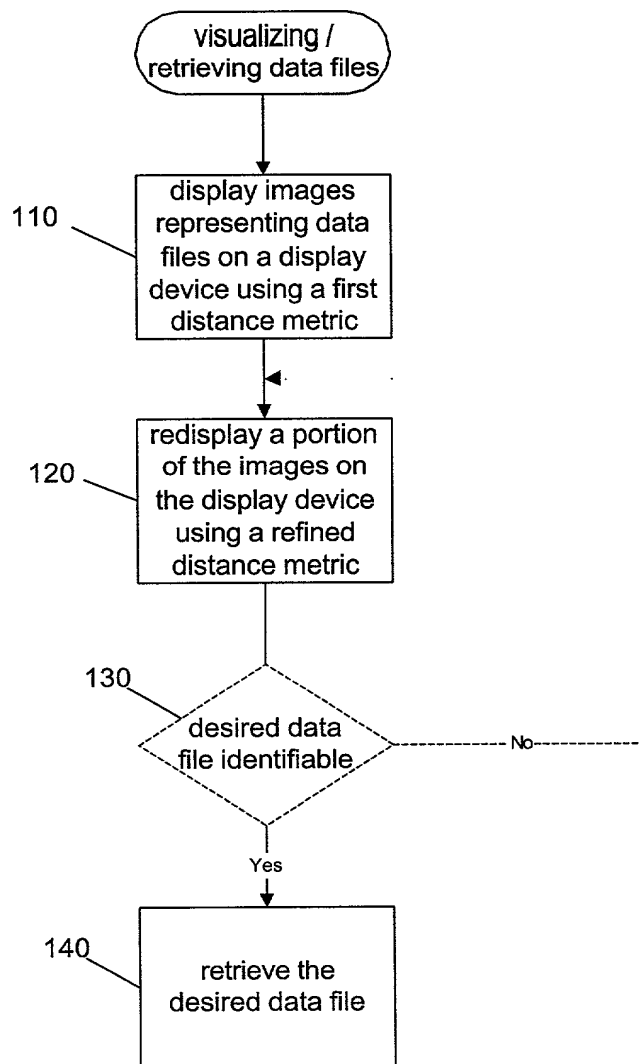 visualizing /
retrieving data files
110
display images
representing data
files on a display
device using a first
distance metric
120
redisplay a portion
of the images on
the display device
using a refined
distance metric
130
desired data
file identifiable
No
Yes
140
retrieve the
desired data file